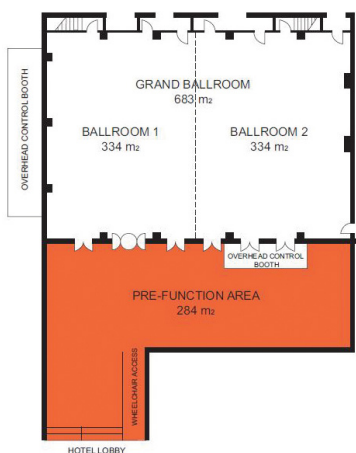 GRAND BALLROOM
683 m²
BALLROOM 1
334 m²
BALLROOM 2
334 m²
OVERHEAD CONTROL BOOTH
OVERHEAD CONTROL
BOOTH
PRE-FUNCTION AREA
284 m²
WHEELCHAIR ACCESS
HOTEL LOBBY